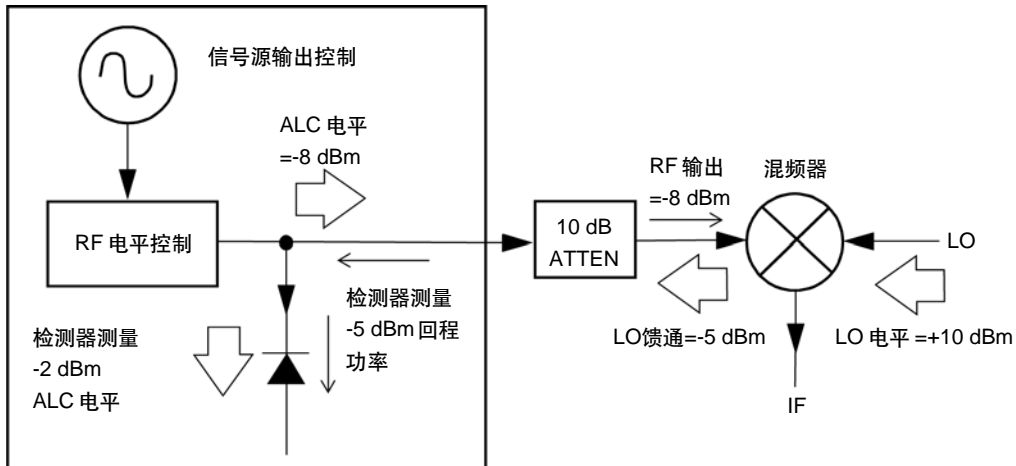 信号源输出控制
ALC 电平
=-8 dBm
RF 电平控制
检测器测量
-2 dBm
ALC 电平
检测器测量
-5 dBm 回程
功率
10 dB
ATTEN
RF 输出
=-8 dBm
混频器
LO
LO馈通=-5 dBm
LO 电平 =+10 dBm
IF